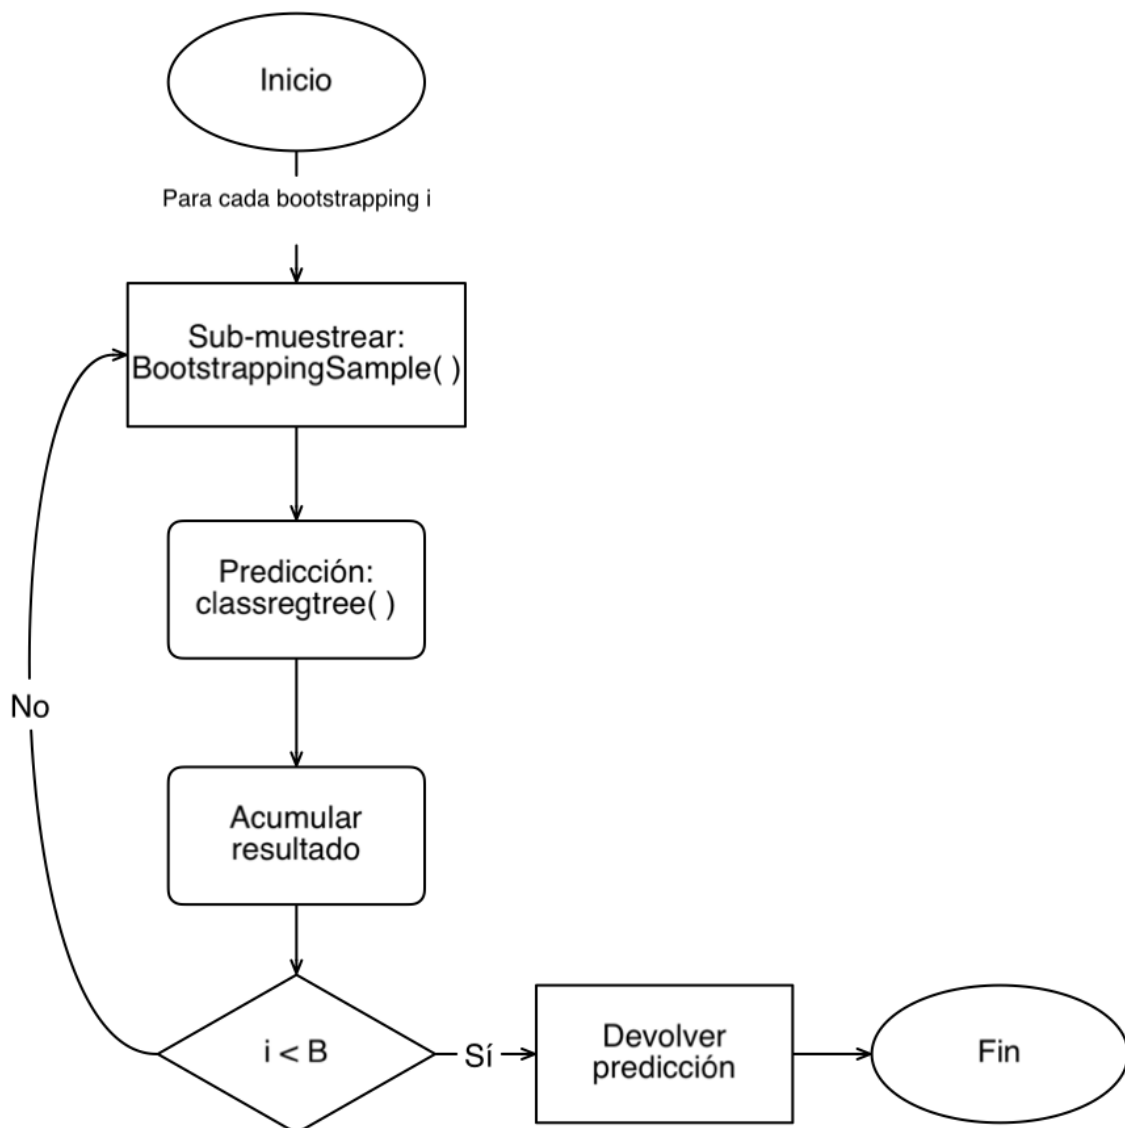 Inicio
Para cada bootstrapping i
Sub-muestrear:
BootstrappingSample( )
Predicción:
classregtree( )
No
Acumular
resultado
i < B
Sí
Devolver
predicción
Fin